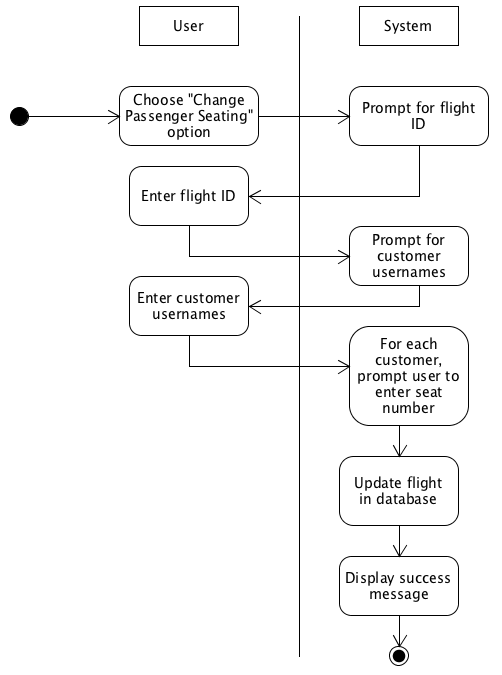 User
System
Choose "Change
Passenger Seating"
option
Prompt for flight
ID
Enter flight ID
Prompt for
customer
usernames
Enter customer
usernames
For each
customer,
prompt user to
enter seat
number
Update flight
in database
Display success
message